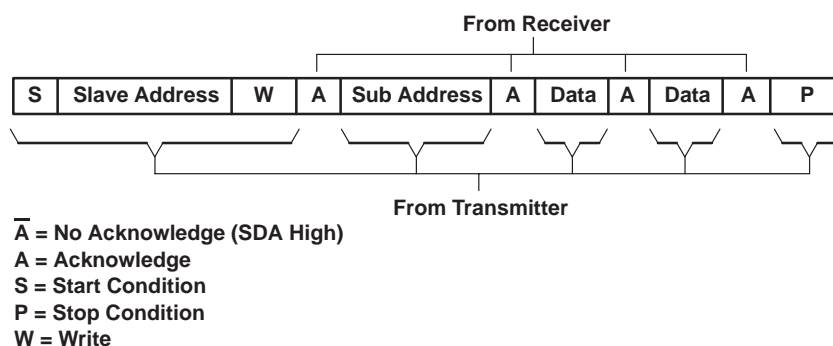 From Receiver
S Slave Address W A Sub Address A Data A Data A P
From Transmitter
A̅ = No Acknowledge (SDA High)
A = Acknowledge
S = Start Condition
P = Stop Condition
W = Write